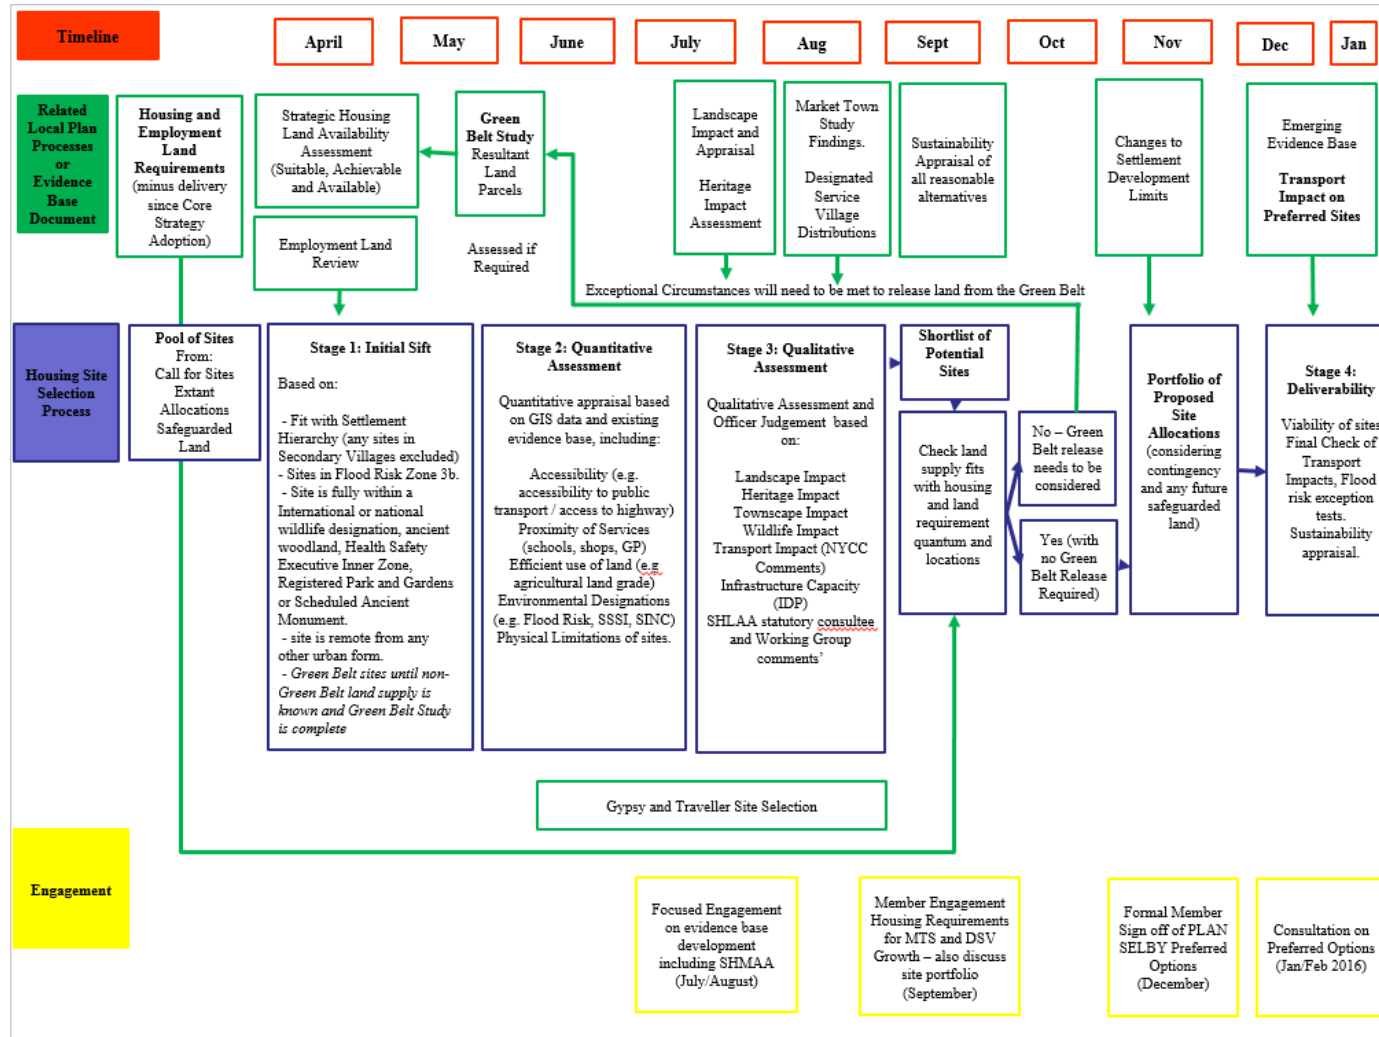 Timeline
April
May
June
July
Aug
Sept
Oct
Nov
Dec
Jan
Related
Local Plan
Processes
or
Evidence
Base
Document
Housing and
Employment
Land
Requirements
(minus delivery
since Core
Strategy
Adoption)
Strategic Housing
Land Availability
Assessment
(Suitable, Achievable
and Available)
Employment Land
Review
Green
Belt Study
Resultant
Land
Parcels
Assessed if
Required
Landscape
Impact and
Appraisal
Heritage
Impact
Assessment
Market Town
Study
Findings.
Designated
Service
Village
Distributions
Sustainability
Appraisal of
all reasonable
alternatives
Changes to
Settlement
Development
Limits
Emerging
Evidence Base
Transport
Impact on
Preferred Sites
Exceptional Circumstances will need to be met to release land from the Green Belt
Housing Site
Selection
Process
Pool of Sites
From:
Call for Sites
Extant
Allocations
Safeguarded
Land
Stage 1: Initial Sift
Based on:
- Fit with Settlement
Hierarchy (any sites in
Secondary Villages excluded)
- Sites in Flood Risk Zone 3b.
- Site is fully within a
International or national
wildlife designation, ancient
woodland, Health Safety
Executive Inner Zone,
Registered Park and Gardens
or Scheduled Ancient
Monument.
- site is remote from any
other urban form.
- Green Belt sites until non-
Green Belt land supply is
known and Green Belt Study
is complete
Stage 2: Quantitative
Assessment
Quantitative appraisal based
on GIS data and existing
evidence base, including:
Accessibility (e.g.
accessibility to public
transport / access to highway)
Proximity of Services
(schools, shops, GP)
Efficient use of land (e.g
agricultural land grade)
Environmental Designations
(e.g. Flood Risk, SSSI, SINC)
Physical Limitations of sites.
Stage 3: Qualitative
Assessment
Qualitative Assessment and
Officer Judgement based
on:
Landscape Impact
Heritage Impact
Townscape Impact
Wildlife Impact
Transport Impact (NYCC
Comments)
Infrastructure Capacity
(IDP)
SHLAA statutory consultee
and Working Group
comments’
Shortlist of
Potential
Sites
Check land
supply fits
with housing
and land
requirement
quantum and
locations
No – Green
Belt release
needs to be
considered
Yes (with
no Green
Belt Release
Required)
Portfolio of
Proposed
Site
Allocations
(considering
contingency
and any future
safeguarded
land)
Stage 4:
Deliverability
Viability of sites
Final Check of
Transport
Impacts, Flood
risk exception
tests.
Sustainability
appraisal.
Gypsy and Traveller Site Selection
Engagement
Focused Engagement
on evidence base
development
including SHMAA
(July/August)
Member Engagement
Housing Requirements
for MTS and DSV
Growth – also discuss
site portfolio
(September)
Formal Member
Sign off of PLAN
SELBY Preferred
Options
(December)
Consultation on
Preferred Options
(Jan/Feb 2016)